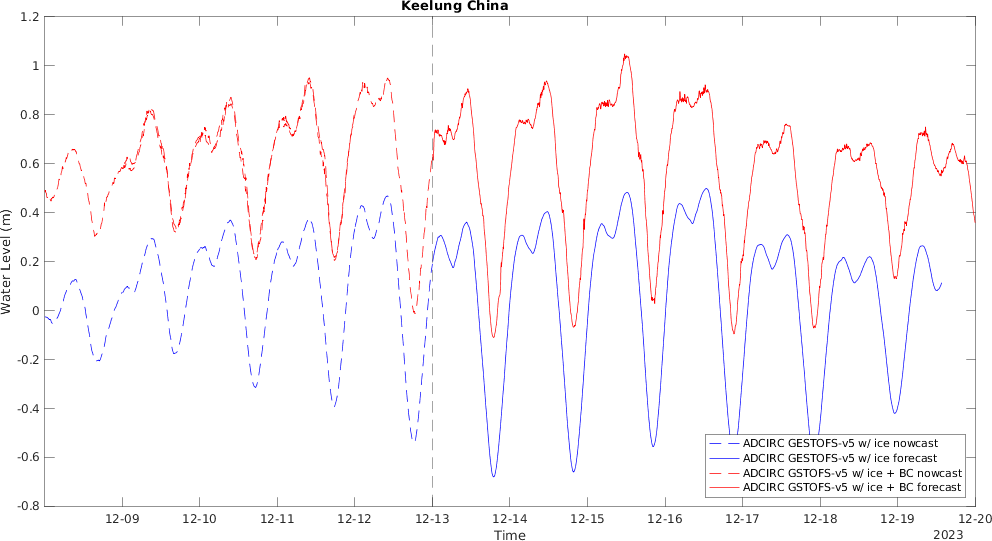 Keelung China
1.2
1
0.8
0.6
0.4
0.2
0
-0.2
-0.4
-0.6
-0.8
Water Level (m)
ADCIRC GESTOFS-v5 w/ ice nowcast
ADCIRC GESTOFS-v5 w/ ice forecast
ADCIRC GSTOFS-v5 w/ ice + BC nowcast
ADCIRC GSTOFS-v5 w/ ice + BC forecast
12-09 12-10 12-11 12-12 12-13 12-14 12-15 12-16 12-17 12-18 12-19 12-20
Time
2023